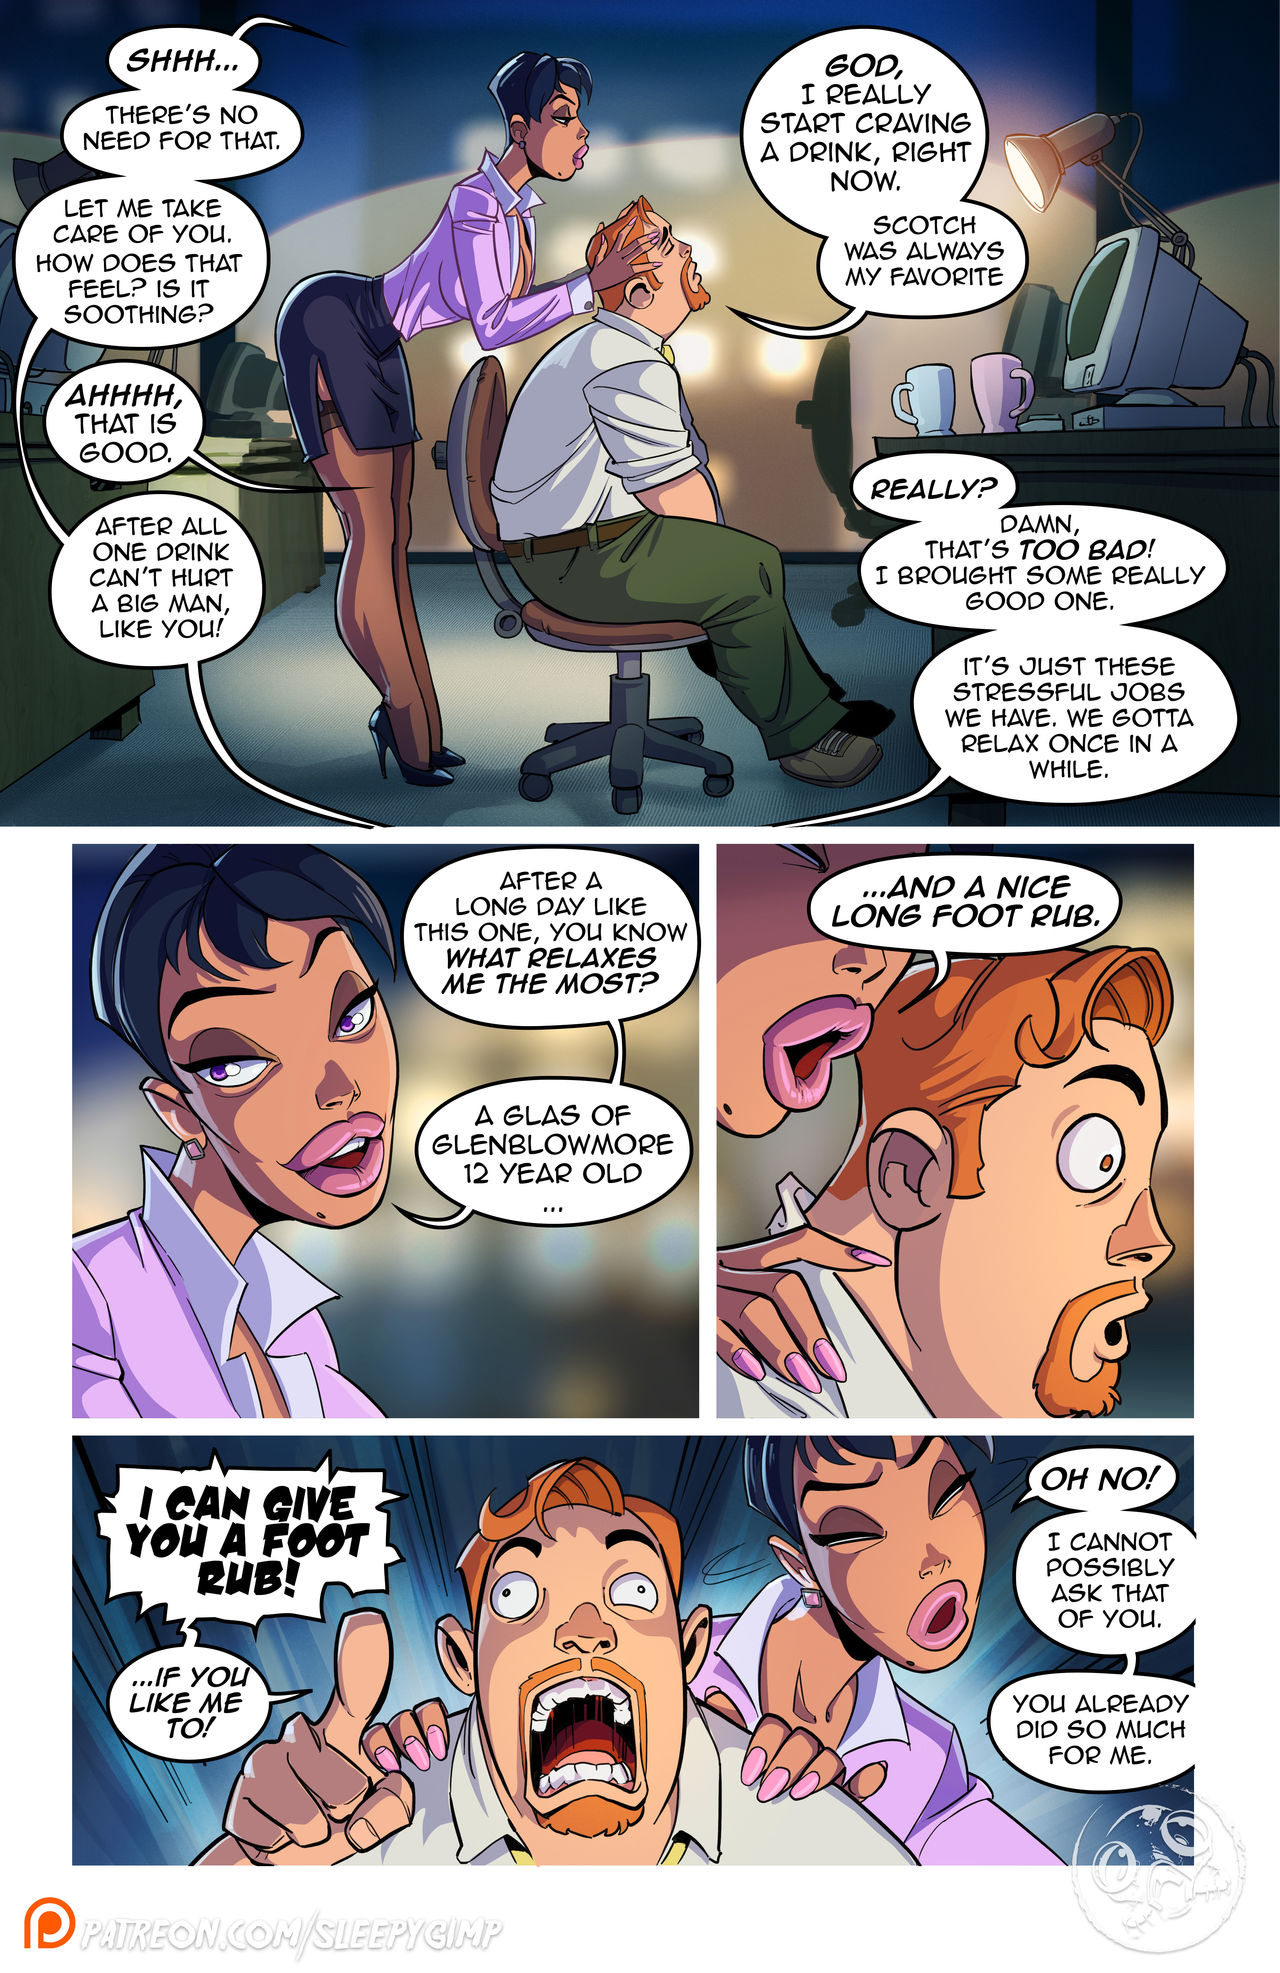 SHHH...
THERE'S NO
NEED FOR THAT.
LET ME TAKE
CARE OF YOU.
HOW DOES THAT
FEEL? IS IT
SOOTHING?
GOD,
I REALLY
START CRAVING
A DRINK, RIGHT
NOW.
SCOTCH
WAS ALWAYS
MY FAVORITE
AHHHH,
THAT IS
GOOD.
AFTER ALL
ONE DRINK
CAN'T HURT
A BIG MAN,
LIKE YOU!
REALLY?
DAMN,
THAT'S TOO BAD!
I BROUGHT SOME REALLY
GOOD ONE.
IT'S JUST THESE
STRESSFUL JOBS
WE HAVE. WE GOTTA
RELAX ONCE IN A
WHILE.
AFTER A
LONG DAY LIKE
THIS ONE, YOU KNOW
WHAT RELAXES
ME THE MOST?
A GLAS OF
GLENBLOWMORE
12 YEAR OLD
...
...AND A NICE
LONG FOOT RUB.
I CAN GIVE
YOU A FOOT
RUB!
...IF YOU
LIKE ME
TO!
OH NO!
I CANNOT
POSSIBLY
ASK THAT
OF YOU.
YOU ALREADY
DID SO MUCH
FOR ME.
PATREON.COM/SLEEPYGIMP